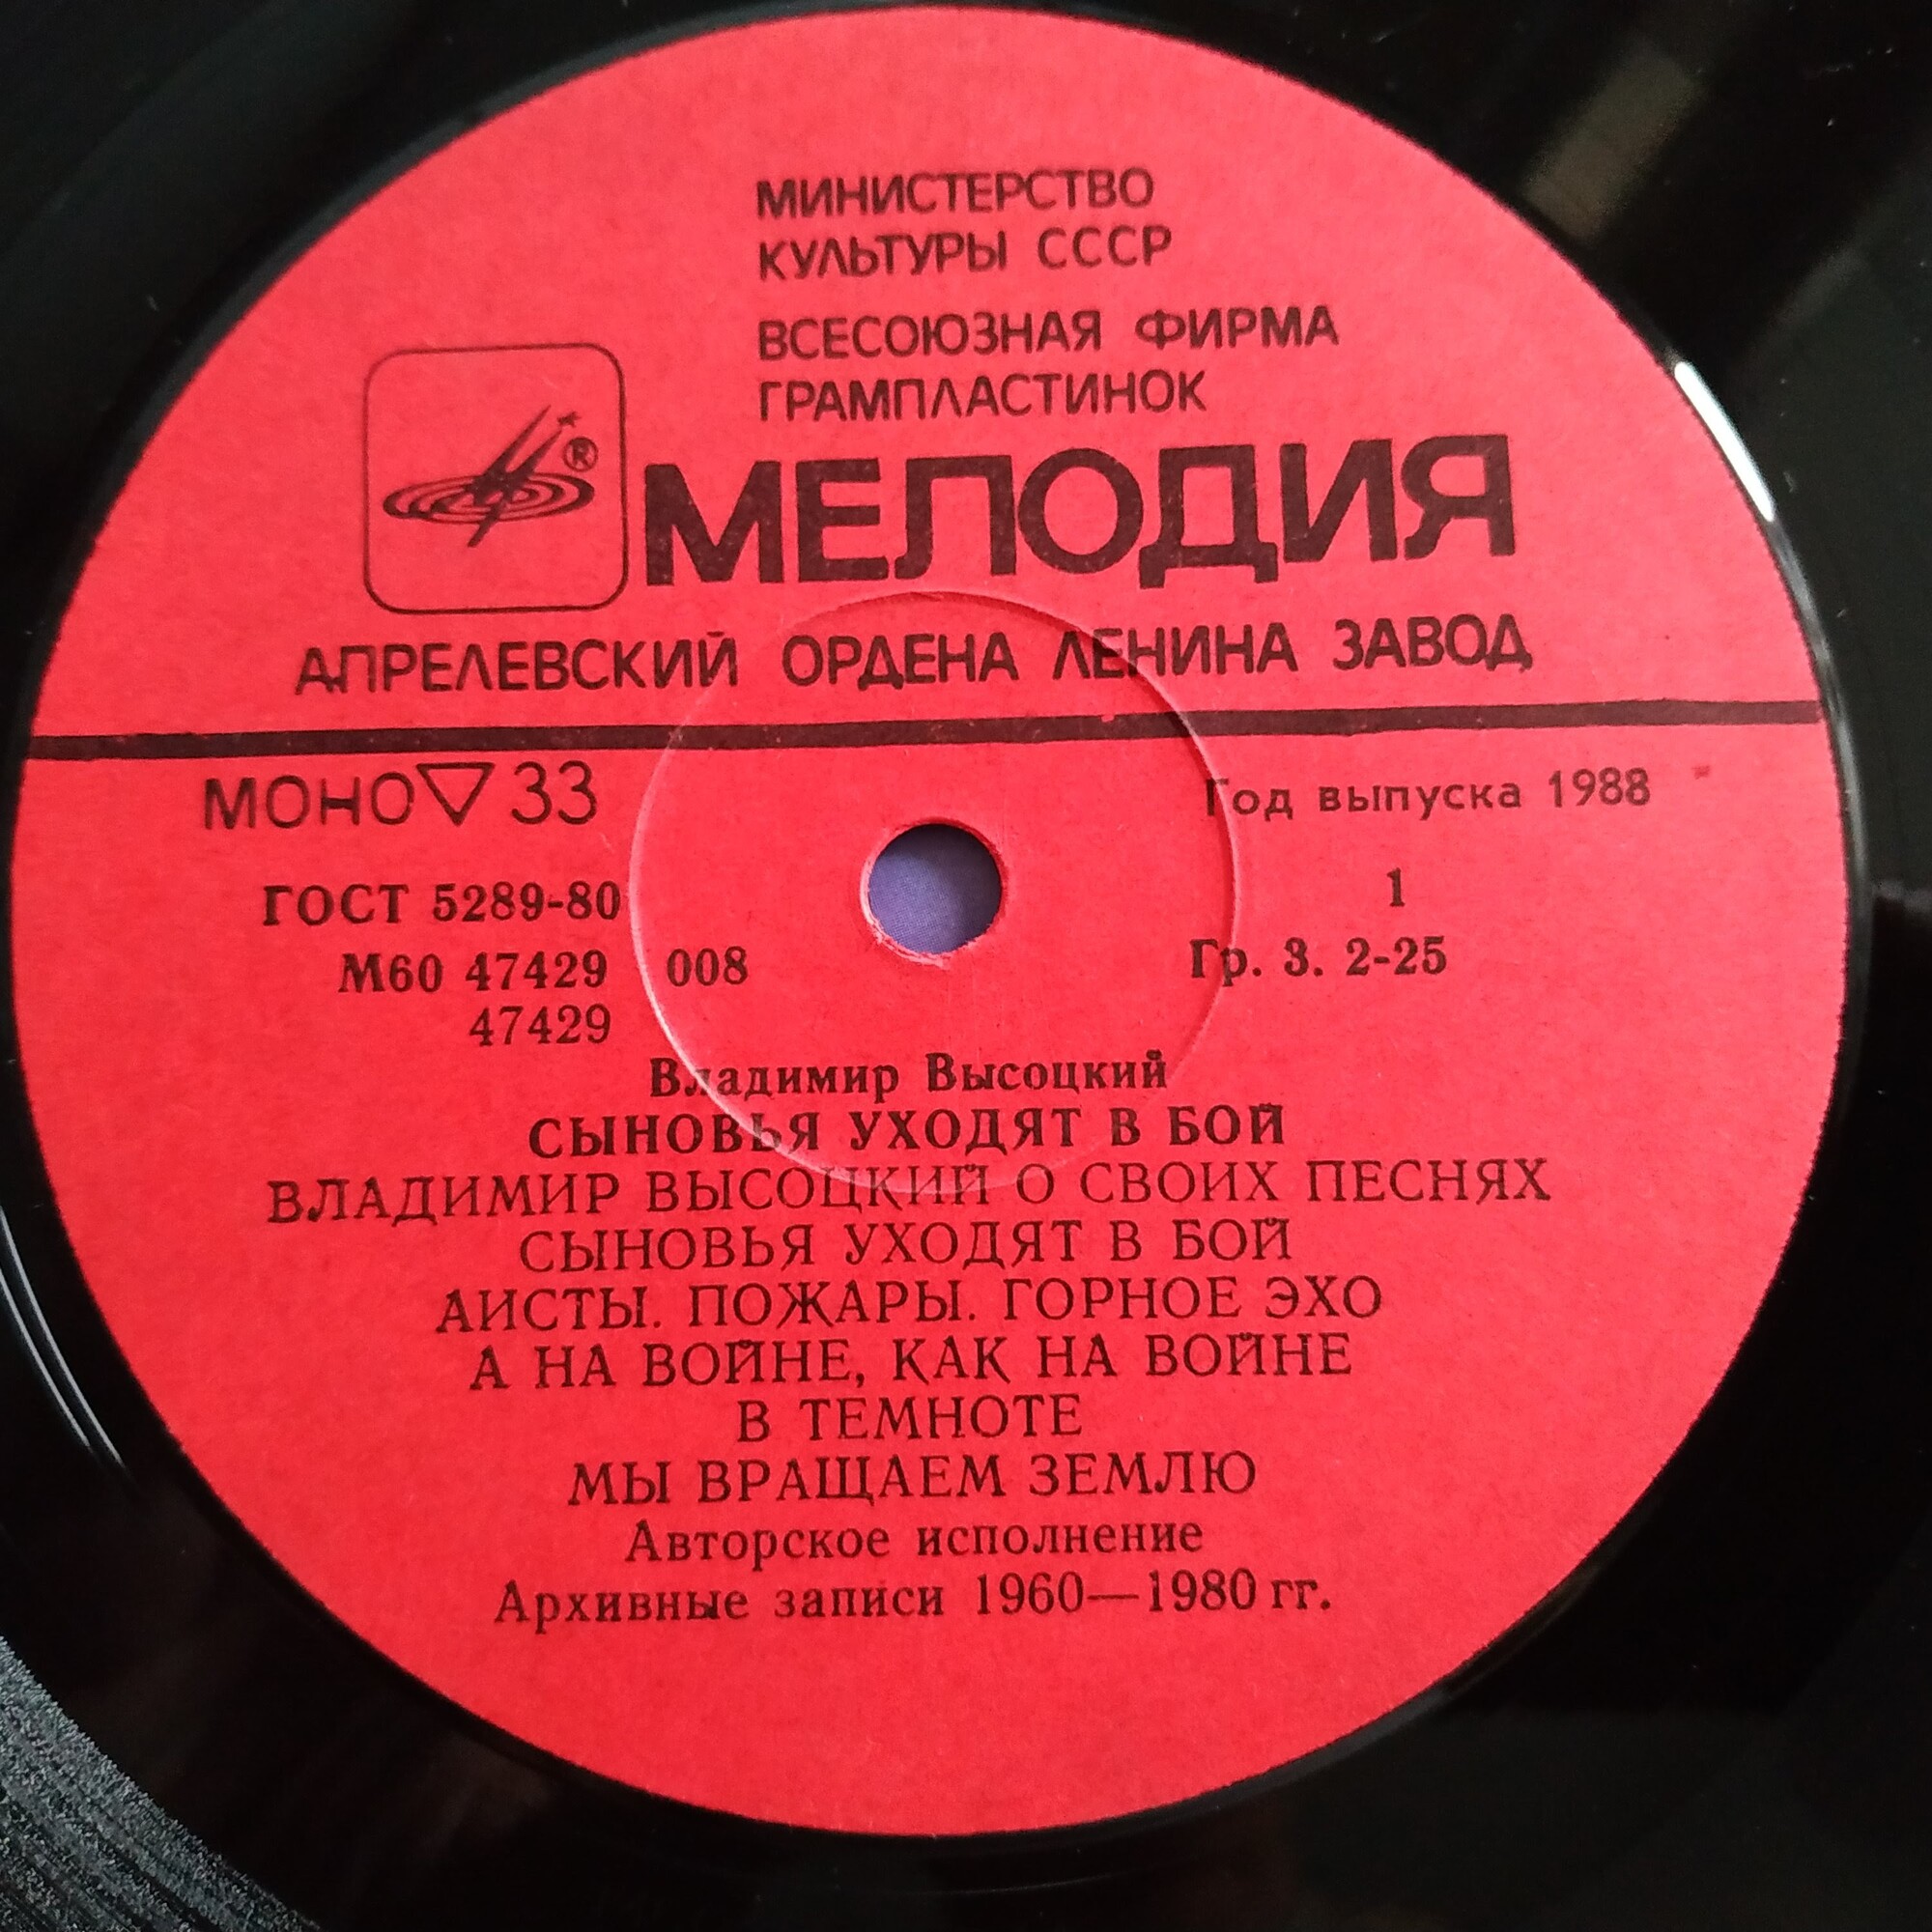 МИНИСТЕРСТВО
КУЛЬТУРЫ СССР
ВСЕСОЮЗНАЯ ФИРМА
ГРАМПЛАСТИНОК
®
МЕЛОДИЯ
АПРЕЛЕВСКИЙ ОРДЕНА ЛЕНИНА ЗАВОД
МОНО▽33
Год выпуска 1988
ГОСТ 5289-80
1
М60 47429 008
Гр. 3. 2-25
47429
Владимир Высоцкий
СЫНОВЬЯ УХОДЯТ В БОЙ
ВЛАДИМИР ВЫСОЦКИЙ О СВОИХ ПЕСНЯХ
СЫНОВЬЯ УХОДЯТ В БОЙ
АИСТЫ. ПОЖАРЫ. ГОРНОЕ ЭХО
А НА ВОЙНЕ, КАК НА ВОЙНЕ
В ТЕМНОТЕ
МЫ ВРАЩАЕМ ЗЕМЛЮ
Авторское исполнение
Архивные записи 1960—1980 гг.